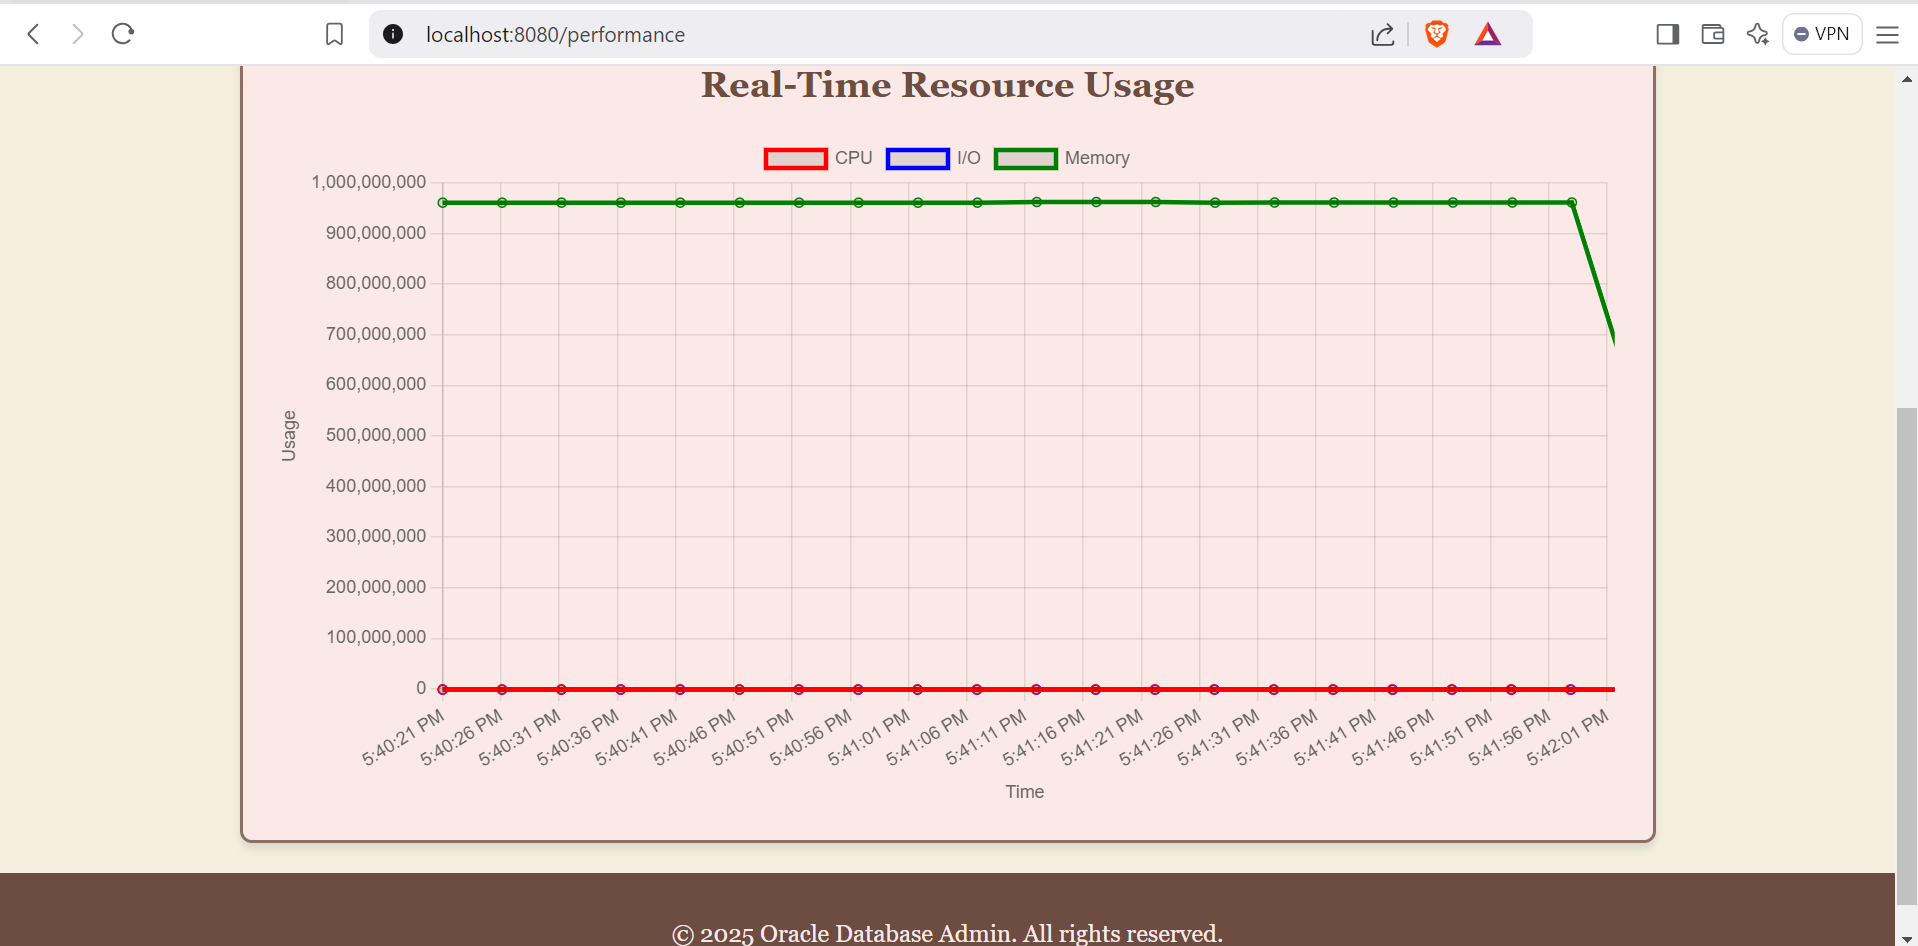 localhost:8080/performance
VPN
Real-Time Resource Usage
CPU I/O Memory
1,000,000,000
900,000,000
800,000,000
700,000,000
600,000,000
500,000,000
400,000,000
300,000,000
200,000,000
100,000,000
0
Usage
5:40:21 PM
5:40:26 PM
5:40:31 PM
5:40:36 PM
5:40:41 PM
5:40:46 PM
5:40:51 PM
5:40:56 PM
5:41:01 PM
5:41:06 PM
5:41:11 PM
5:41:16 PM
5:41:21 PM
5:41:26 PM
5:41:31 PM
5:41:36 PM
5:41:41 PM
5:41:46 PM
5:41:51 PM
5:41:56 PM
5:42:01 PM
Time
© 2025 Oracle Database Admin. All rights reserved.